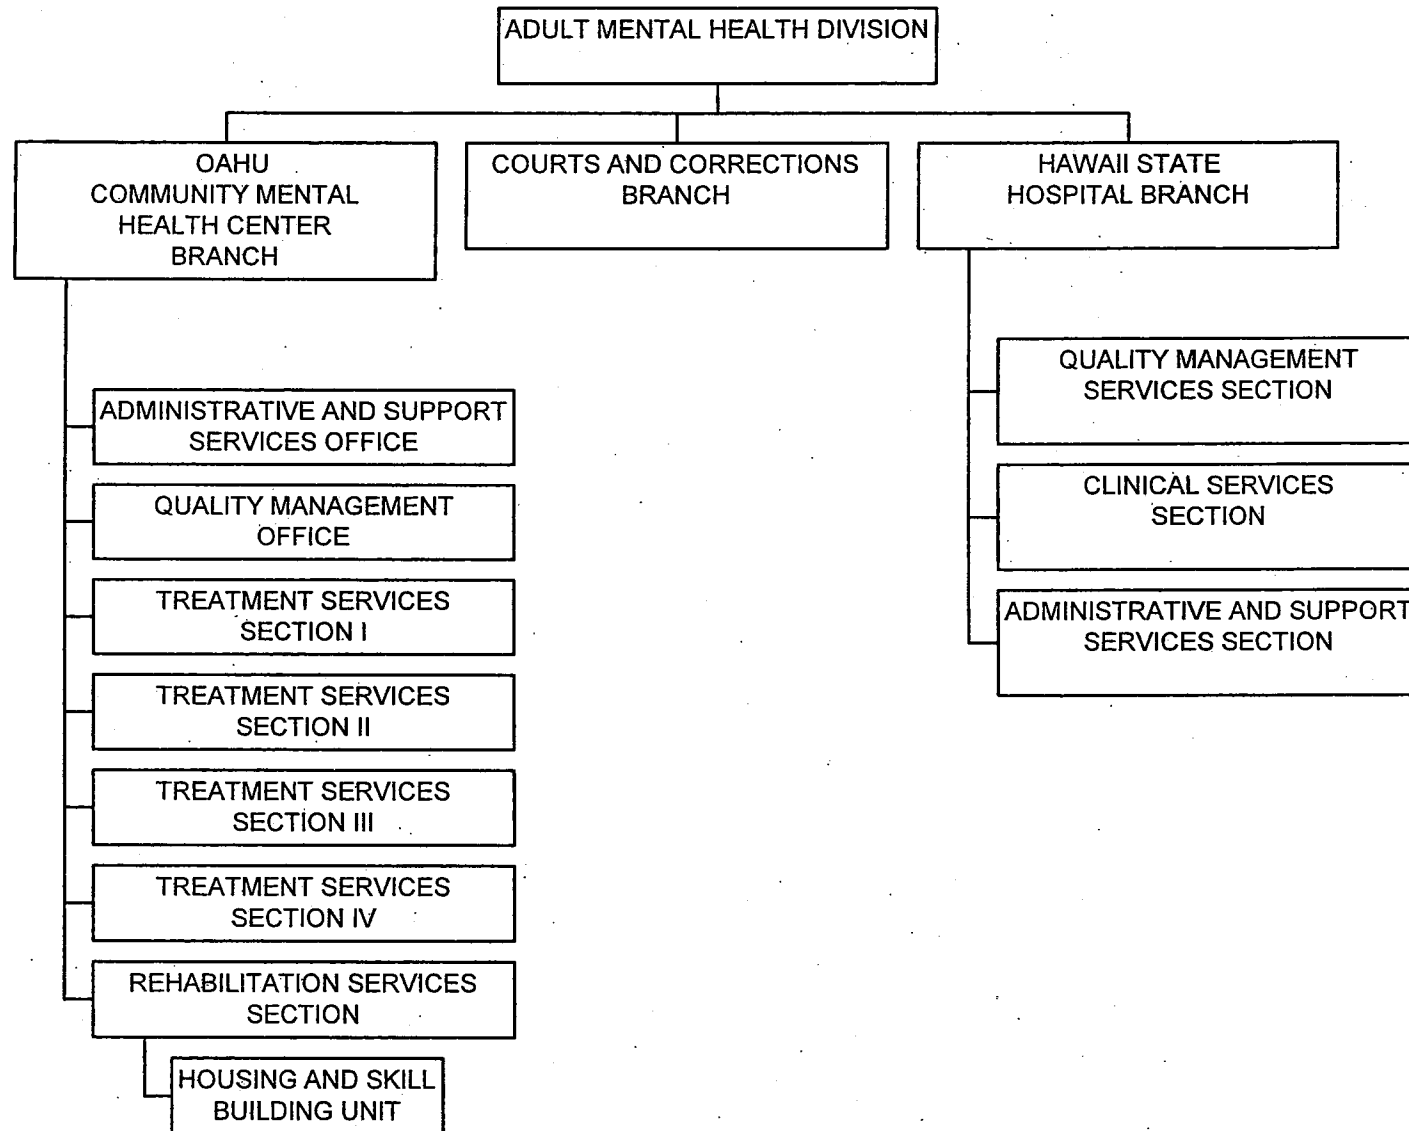 ADULT MENTAL HEALTH DIVISION
OAHU
COMMUNITY MENTAL
HEALTH CENTER
BRANCH
COURTS AND CORRECTIONS
BRANCH
HAWAII STATE
HOSPITAL BRANCH
ADMINISTRATIVE AND SUPPORT
SERVICES OFFICE
QUALITY MANAGEMENT
OFFICE
TREATMENT SERVICES
SECTION I
TREATMENT SERVICES
SECTION II
TREATMENT SERVICES
SECTION III
TREATMENT SERVICES
SECTION IV
REHABILITATION SERVICES
SECTION
HOUSING AND SKILL
BUILDING UNIT
QUALITY MANAGEMENT
SERVICES SECTION
CLINICAL SERVICES
SECTION
ADMINISTRATIVE AND SUPPORT
SERVICES SECTION